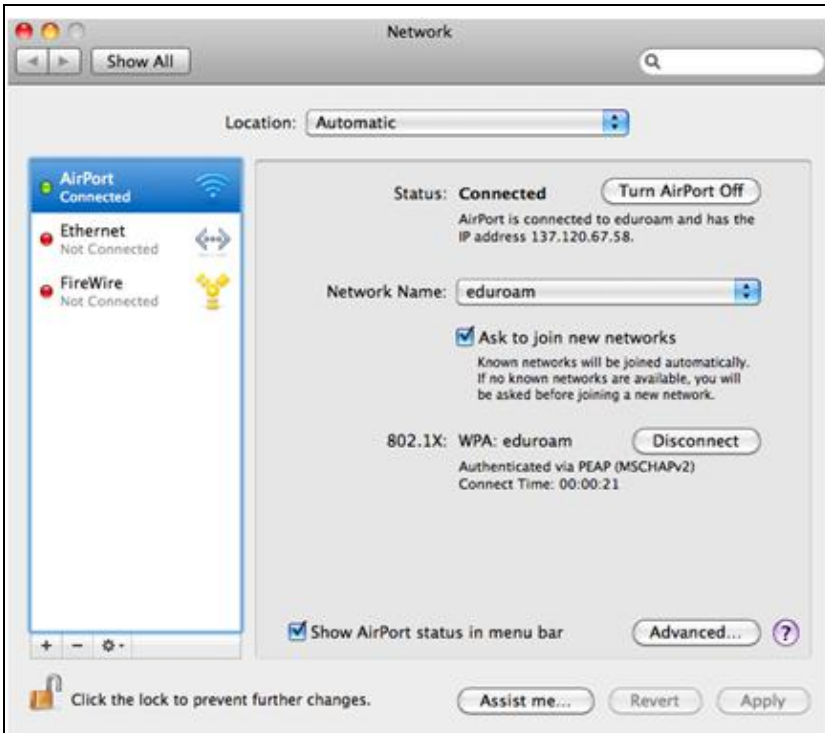 Network
Show All
Location: Automatic
AirPort
Connected
Ethernet
Not Connected
FireWire
Not Connected
Status: Connected
Turn AirPort Off
AirPort is connected to eduroam and has the
IP address 137.120.67.58.
Network Name: eduroam
Ask to join new networks
Known networks will be joined automatically.
If no known networks are available, you will
be asked before joining a new network.
802.1X: WPA: eduroam
Disconnect
Authenticated via PEAP (MSCHAPv2)
Connect Time: 00:00:21
Show AirPort status in menu bar
Advanced...
?
+ -
Click the lock to prevent further changes.
Assist me...
Revert
Apply